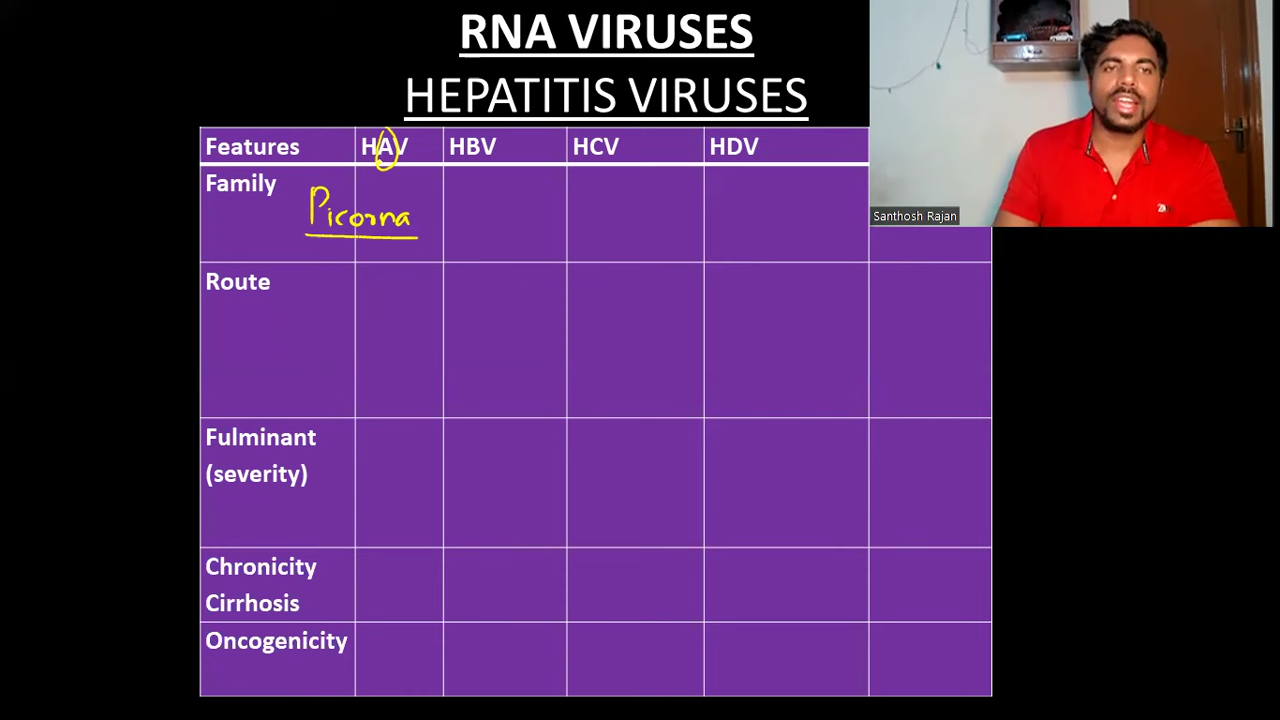 RNA VIRUSES
HEPATITIS VIRUSES
Features HAV HBV HCV HDV
Santhosh Rajan
Family Picorna
Route
Fulminant
(severity)
Chronicity
Cirrhosis
Oncogenicity